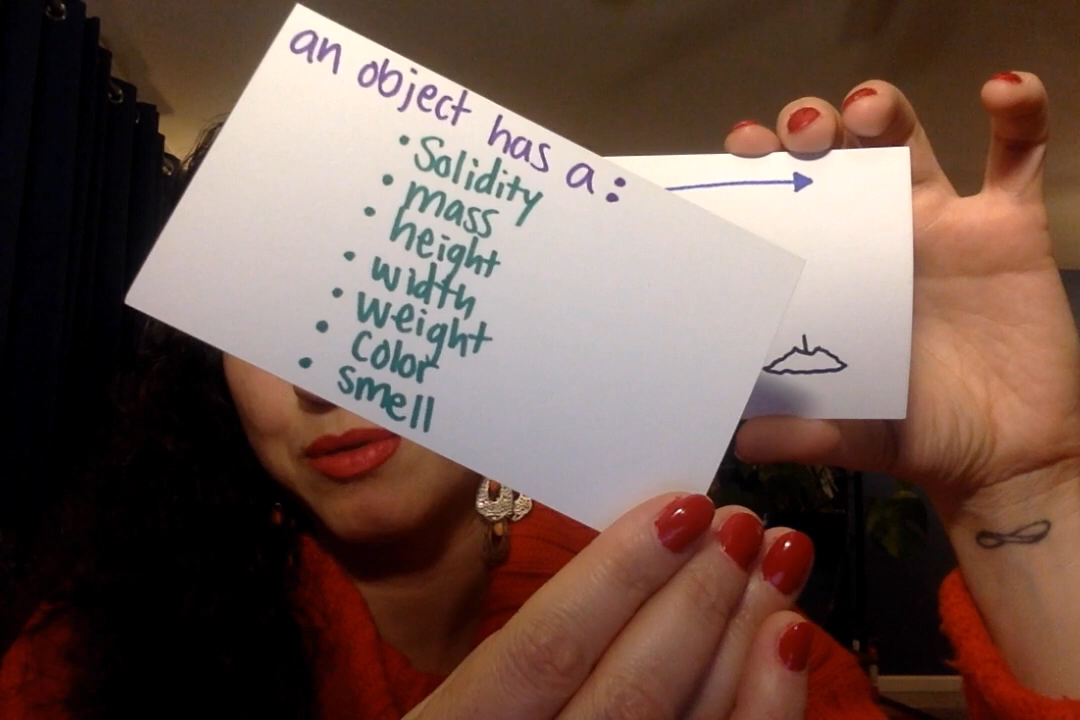 an object has a:
• Solidity
• mass
• height
• width
• weight
• color
• smell